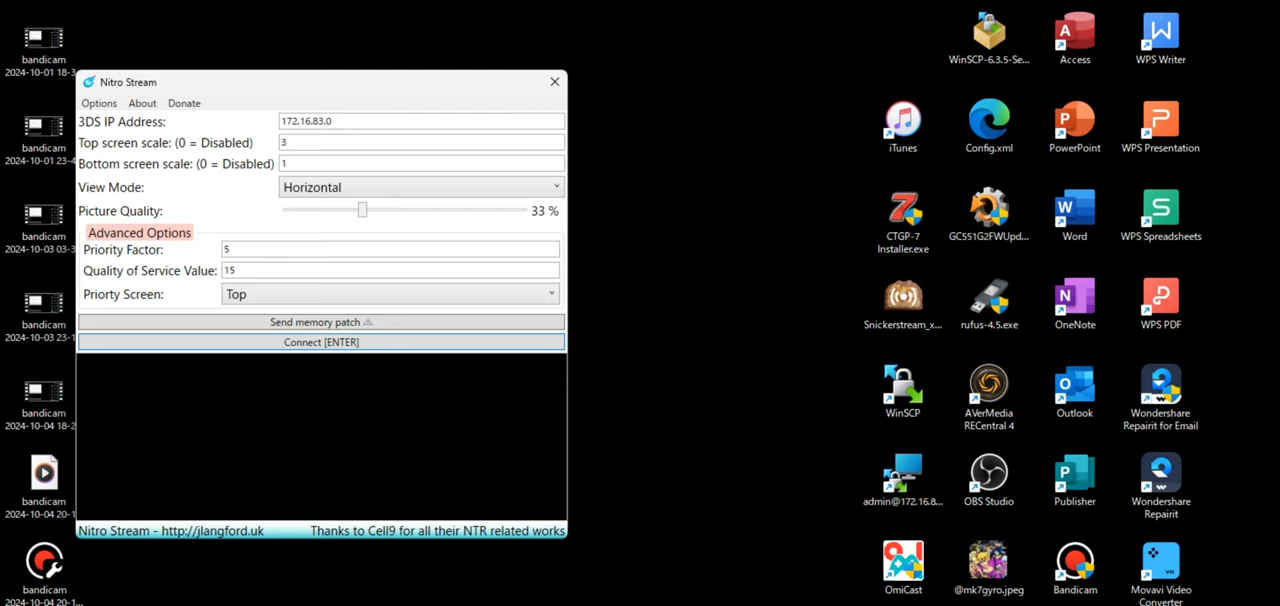 bandicam
2024-10-01 18-3
bandicam
2024-10-01 23-4
bandicam
2024-10-03 03-3
bandicam
2024-10-03 23-1
bandicam
2024-10-04 18-2
bandicam
2024-10-04 20-1
bandicam
2024-10-04 20-1...
Nitro Stream
Options About Donate
3DS IP Address: 172.16.83.0
Top screen scale: (0 = Disabled) 3
Bottom screen scale: (0 = Disabled) 1
View Mode: Horizontal
Picture Quality: 33 %
Advanced Options
Priority Factor: 5
Quality of Service Value: 15
Priorty Screen: Top
Send memory patch ⚠
Connect [ENTER]
Nitro Stream - http://jlangford.uk Thanks to Cell9 for all their NTR related works
WinSCP-6.3.5-Se... Access WPS Writer
iTunes Config.xml PowerPoint WPS Presentation
CTGP-7
Installer.exe
GC551G2FWUpd... Word WPS Spreadsheets
Snickerstream_x... rufus-4.5.exe OneNote WPS PDF
WinSCP
AVerMedia
RECentral 4
Outlook
Wondershare
Repairit for Email
admin@172.16.8... OBS Studio Publisher
Wondershare
Repairit
OmiCast @mk7gyro.jpeg Bandicam
Movavi Video
Converter